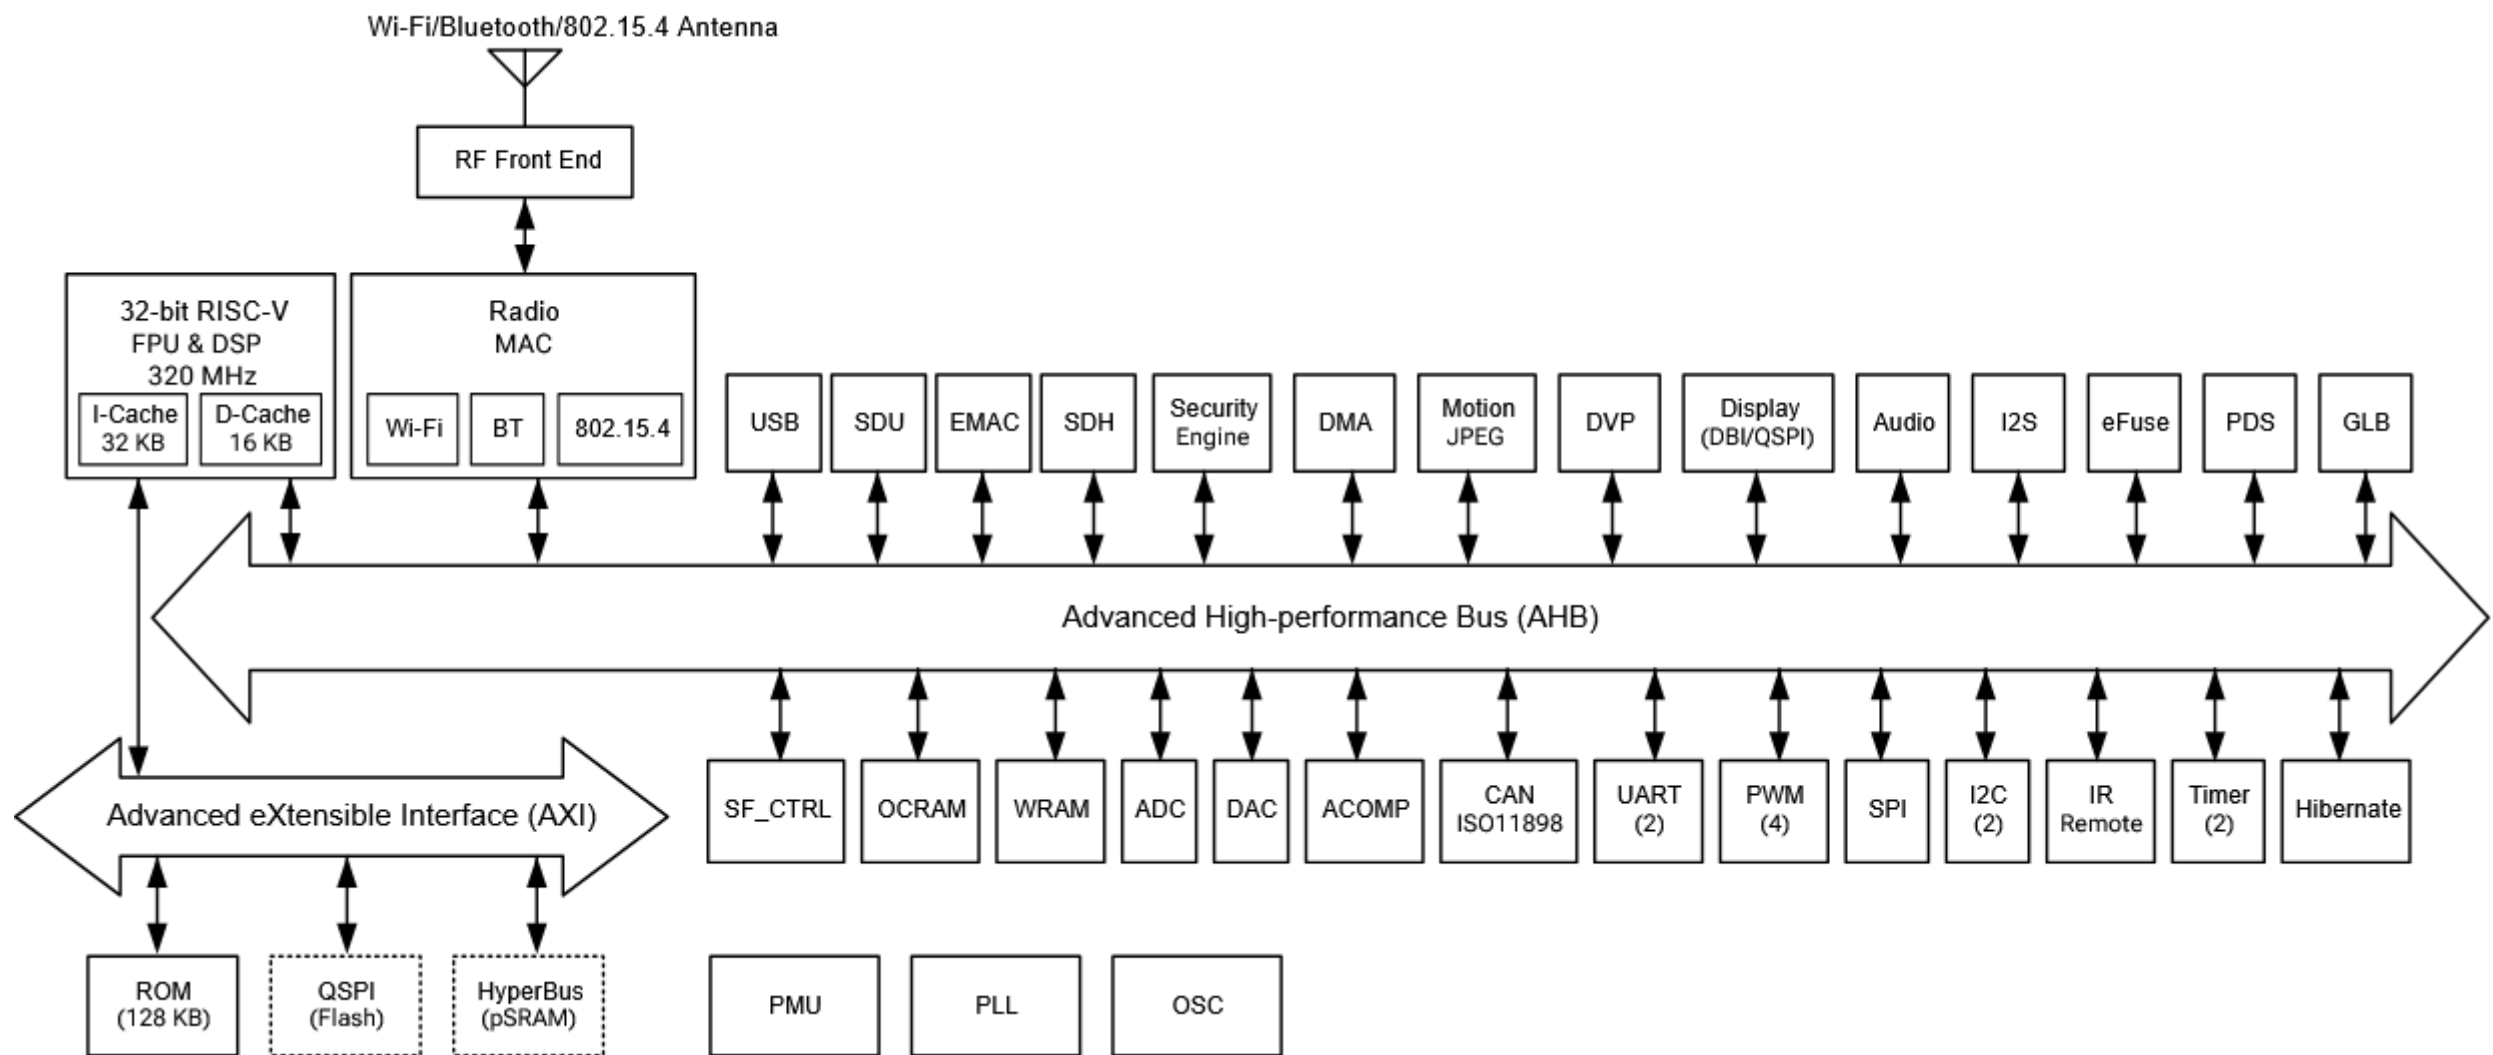 Wi-Fi/Bluetooth/802.15.4 Antenna
RF Front End
32-bit RISC-V
FPU & DSP
320 MHz
I-Cache
32 KB
D-Cache
16 KB
Radio
MAC
Wi-Fi
BT
802.15.4
USB
SDU
EMAC
SDH
Security
Engine
DMA
Motion
JPEG
DVP
Display
(DBI/QSPI)
Audio
I2S
eFuse
PDS
GLB
Advanced High-performance Bus (AHB)
Advanced eXtensible Interface (AXI)
SF_CTRL
OCRAM
WRAM
ADC
DAC
ACOMP
CAN
ISO11898
UART
(2)
PWM
(4)
SPI
I2C
(2)
IR
Remote
Timer
(2)
Hibernate
ROM
(128 KB)
QSPI
(Flash)
HyperBus
(pSRAM)
PMU
PLL
OSC